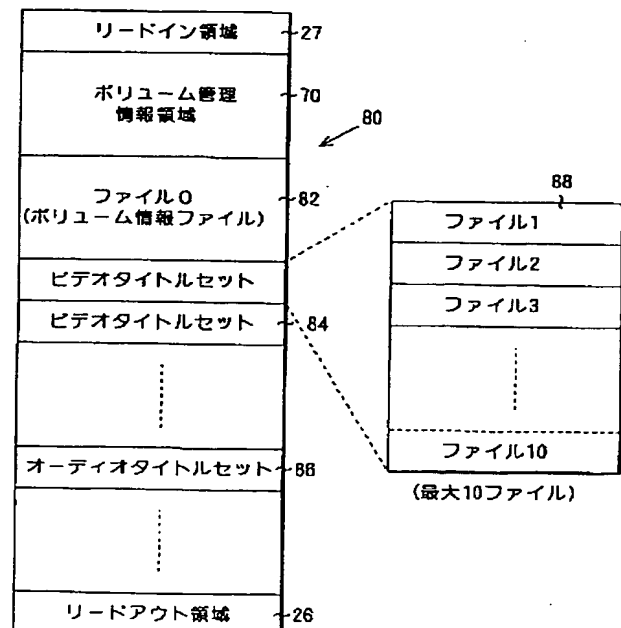 リードイン領域 27
ボリューム管理
情報領域 70
80
ファイル0
(ボリューム情報ファイル) 82
ビデオタイトルセット
ビデオタイトルセット 84
オーディオタイトルセット 86
リードアウト領域 26
88
ファイル1
ファイル2
ファイル3
ファイル10
(最大10ファイル)